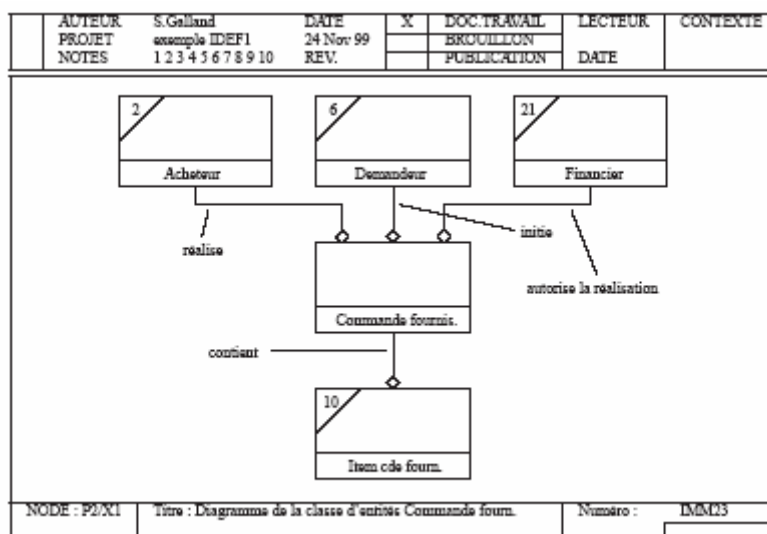 AUTEUR S.Galland DATE X DOC.TRAVAIL LECTEUR CONTEXTE
PROJET exemple IDEF1 24 Nov 99 BROUILLON
NOTES 1 2 3 4 5 6 7 8 9 10 REV. PUBLICATION DATE
2 6 21
Acheteur Demandeur Financier
réalise
initie
autorise la réalisation
Commande fournis.
contient
10
Item cde fourn.
NODE : P2/X1 Titre : Diagramme de la classe d'entités Commande fourn. Numéro : IMM23